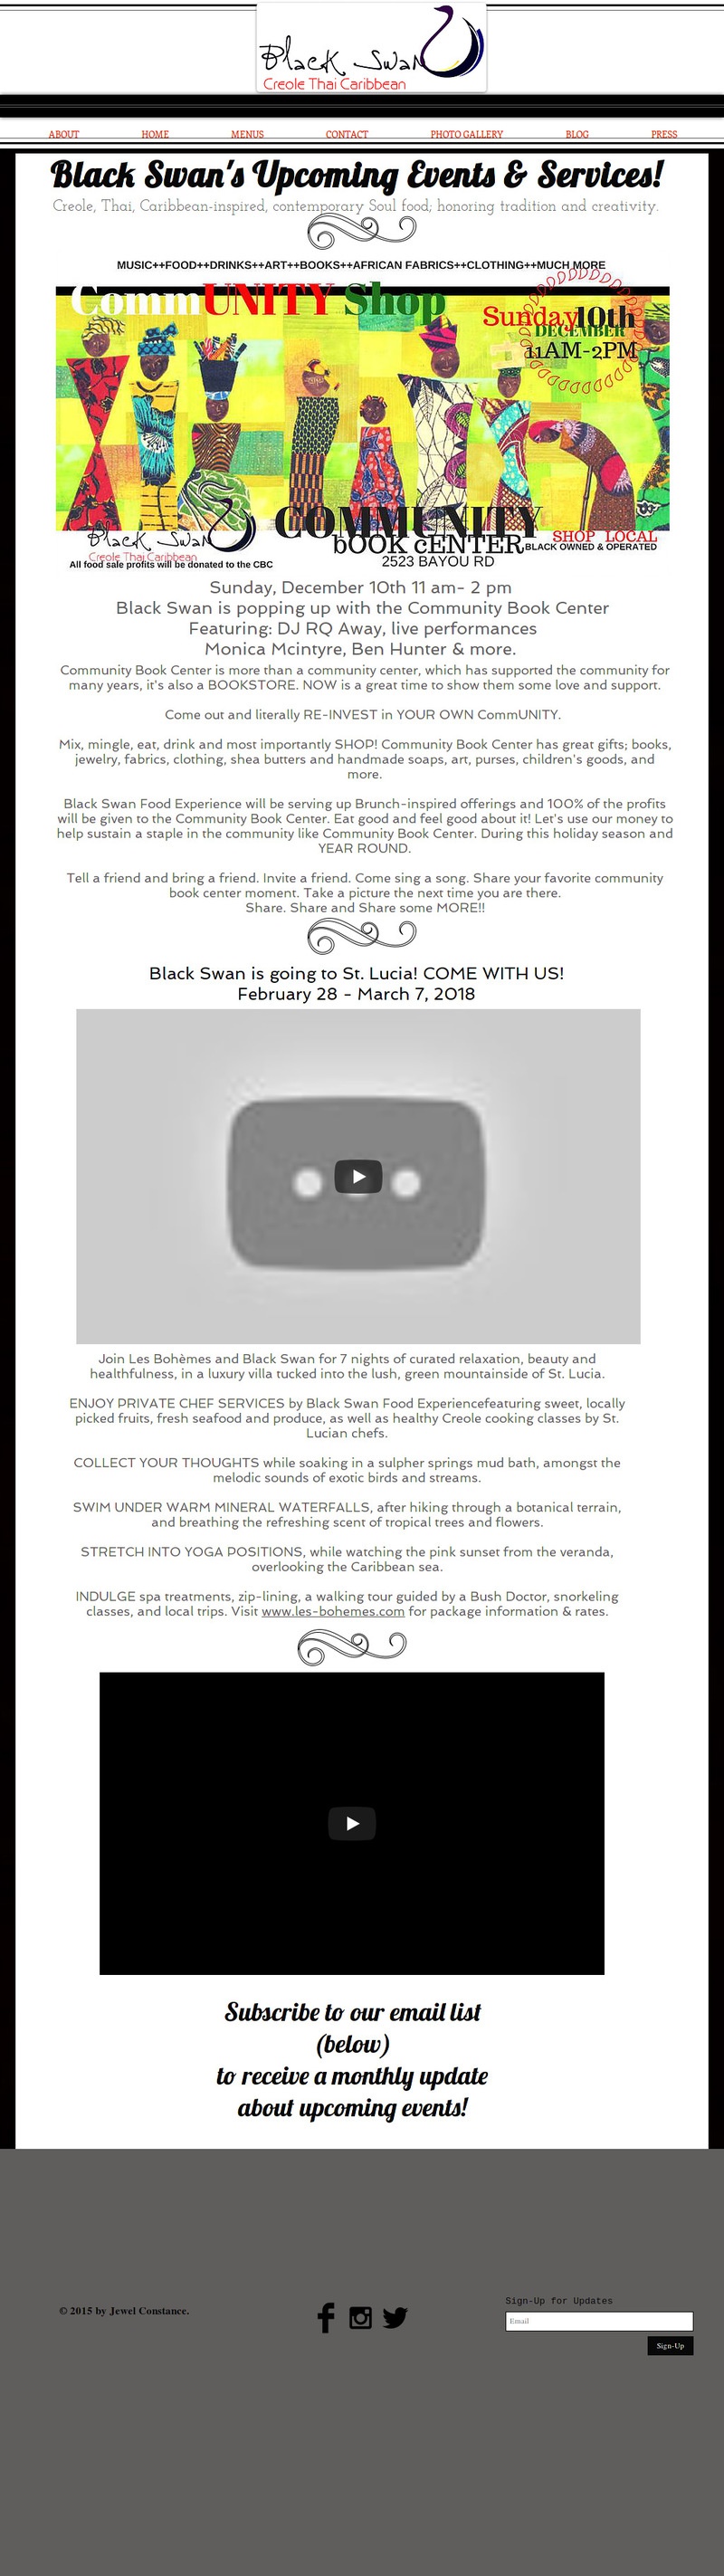 Black Swan
Creole Thai Caribbean
ABOUT
HOME
MENUS
CONTACT
PHOTO GALLERY
BLOG
PRESS
Black Swan's Upcoming Events & Services!
Creole, Thai, Caribbean-inspired, contemporary Soul food; honoring tradition and creativity.
MUSIC++FOOD++DRINKS++ART++BOOKS++AFRICAN FABRICS++CLOTHING++MUCH MORE
CommUNITY Shop
Sunday 10th
DECEMBER
11AM-2PM
Black Swan
Creole Thai Caribbean
All food sale profits will be donated to the CBC
COMMUNITY
bOOK cENTER
2523 BAYOU RD
SHOP LOCAL
BLACK OWNED & OPERATED
Sunday, December 10th 11 am- 2 pm
Black Swan is popping up with the Community Book Center
Featuring: DJ RQ Away, live performances
Monica Mcintyre, Ben Hunter & more.
Community Book Center is more than a community center, which has supported the community for
many years, it's also a BOOKSTORE. NOW is a great time to show them some love and support.
Come out and literally RE-INVEST in YOUR OWN CommUNITY.
Mix, mingle, eat, drink and most importantly SHOP! Community Book Center has great gifts; books,
jewelry, fabrics, clothing, shea butters and handmade soaps, art, purses, children's goods, and
more.
Black Swan Food Experience will be serving up Brunch-inspired offerings and 100% of the profits
will be given to the Community Book Center. Eat good and feel good about it! Let's use our money to
help sustain a staple in the community like Community Book Center. During this holiday season and
YEAR ROUND.
Tell a friend and bring a friend. Invite a friend. Come sing a song. Share your favorite community
book center moment. Take a picture the next time you are there.
Share. Share and Share some MORE!!
Black Swan is going to St. Lucia! COME WITH US!
February 28 - March 7, 2018
Join Les Bohèmes and Black Swan for 7 nights of curated relaxation, beauty and
healthfulness, in a luxury villa tucked into the lush, green mountainside of St. Lucia.
ENJOY PRIVATE CHEF SERVICES by Black Swan Food Experiencefeaturing sweet, locally
picked fruits, fresh seafood and produce, as well as healthy Creole cooking classes by St.
Lucian chefs.
COLLECT YOUR THOUGHTS while soaking in a sulpher springs mud bath, amongst the
melodic sounds of exotic birds and streams.
SWIM UNDER WARM MINERAL WATERFALLS, after hiking through a botanical terrain,
and breathing the refreshing scent of tropical trees and flowers.
STRETCH INTO YOGA POSITIONS, while watching the pink sunset from the veranda,
overlooking the Caribbean sea.
INDULGE spa treatments, zip-lining, a walking tour guided by a Bush Doctor, snorkeling
classes, and local trips. Visit www.les-bohemes.com for package information & rates.
Subscribe to our email list
(below)
to receive a monthly update
about upcoming events!
© 2015 by Jewel Constance.
Sign-Up for Updates
Email
Sign-Up